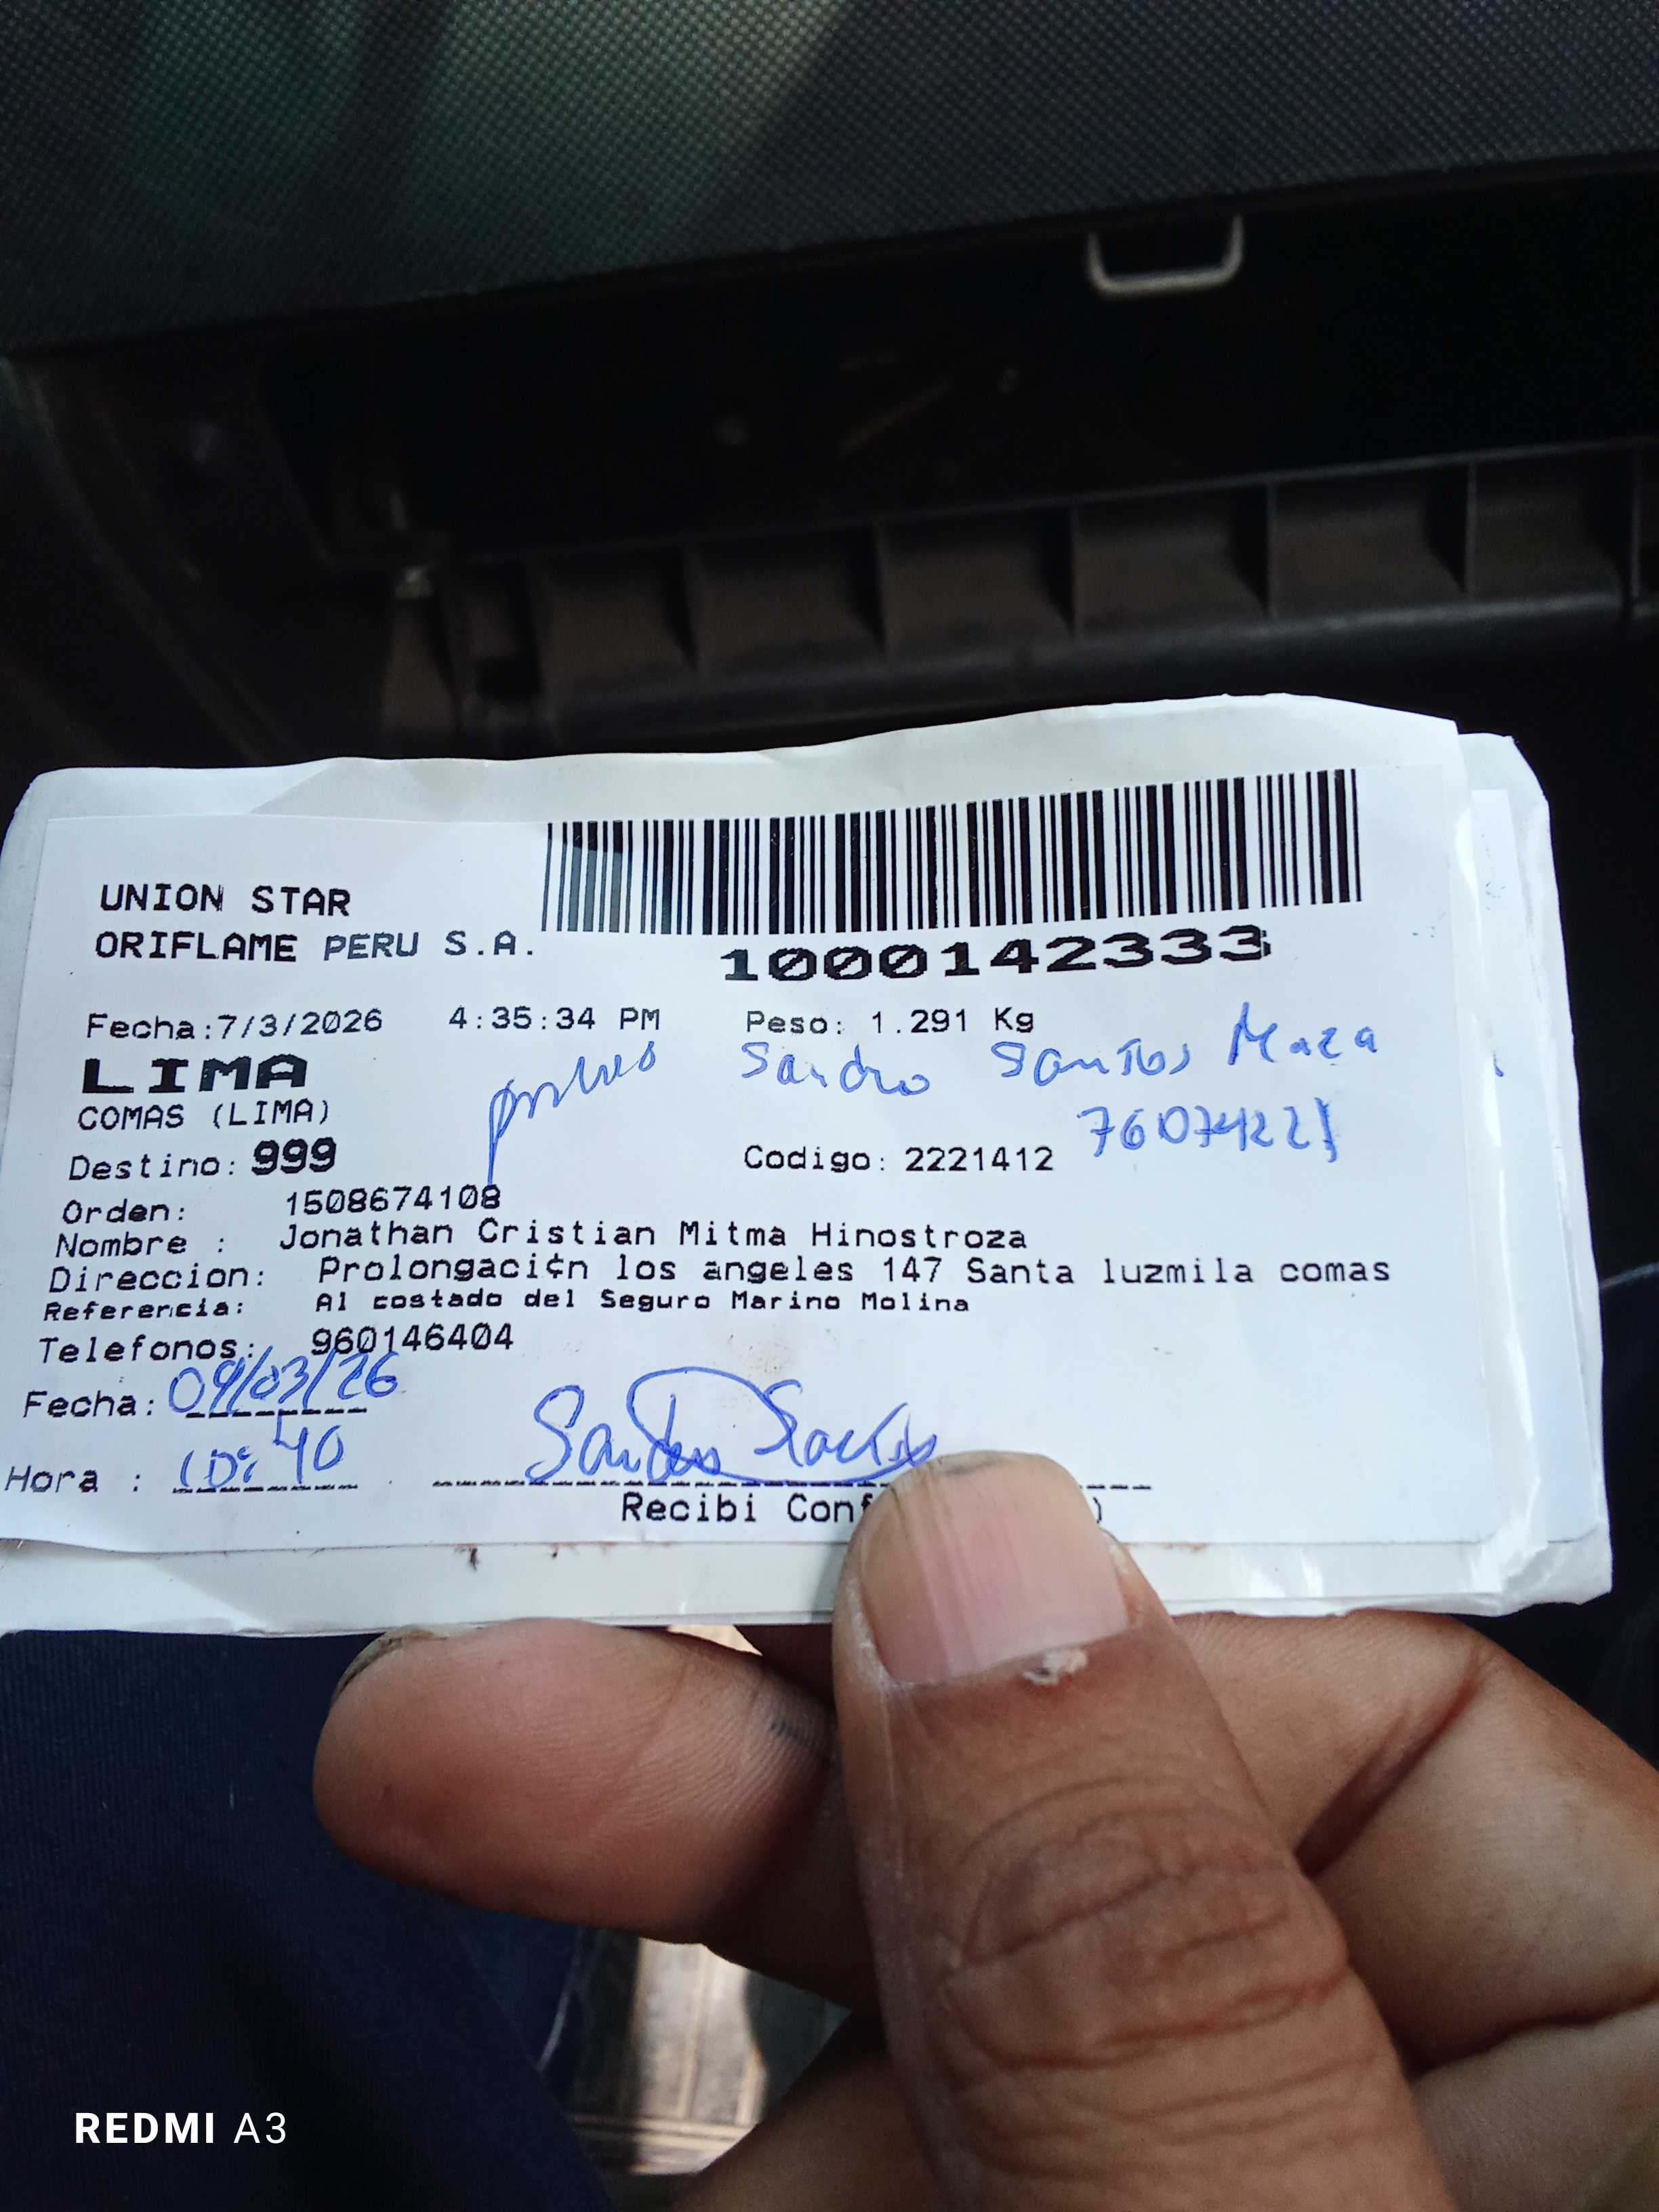 UNION STAR
ORIFLAME PERU S.A.
1000142333
Fecha:7/3/2026 4:35:34 PM Peso: 1.291 Kg
LIMA
Sandro Santos Maza
COMAS (LIMA)
Destino: 999 Codigo: 2221412
Orden: 1508674108
Nombre : Jonathan Cristian Mitma Hinostroza
Direccion: Prolongaci¢n los angeles 147 Santa luzmila comas
Referencia: Al costado del Seguro Marino Molina
Telefonos: 960146404
Fecha: 09/03/26
Hora : 10:40
Recibi
REDMI A3